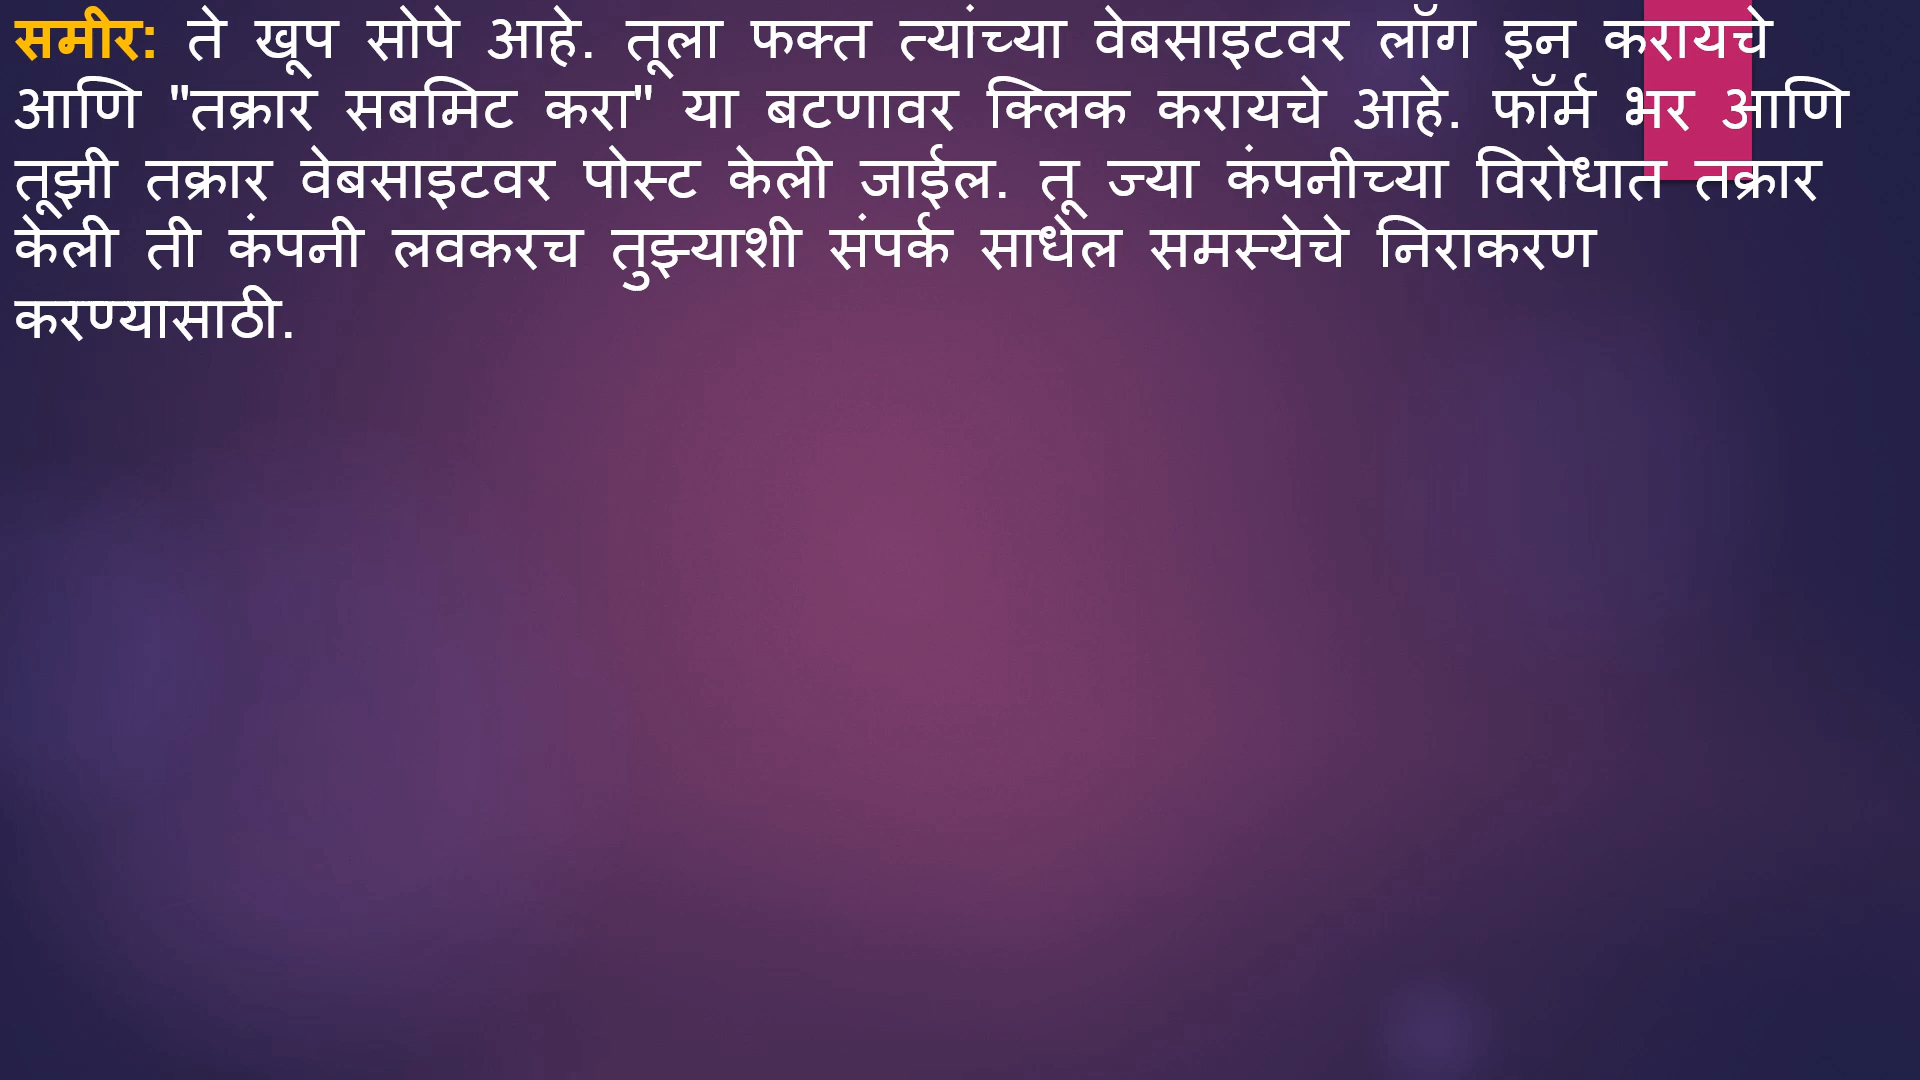 समीर: ते खूप सोपे आहे. तूला फक्त त्यांच्या वेबसाइटवर लॉग इन करायचे
आणि "तक्रार सबमिट करा" या बटणावर क्लिक करायचे आहे. फॉर्म भर आणि
तूझी तक्रार वेबसाइटवर पोस्ट केली जाईल. तू ज्या कंपनीच्या विरोधात तक्रार
केली ती कंपनी लवकरच तुझ्याशी संपर्क साधेल समस्येचे निराकरण
करण्यासाठी.